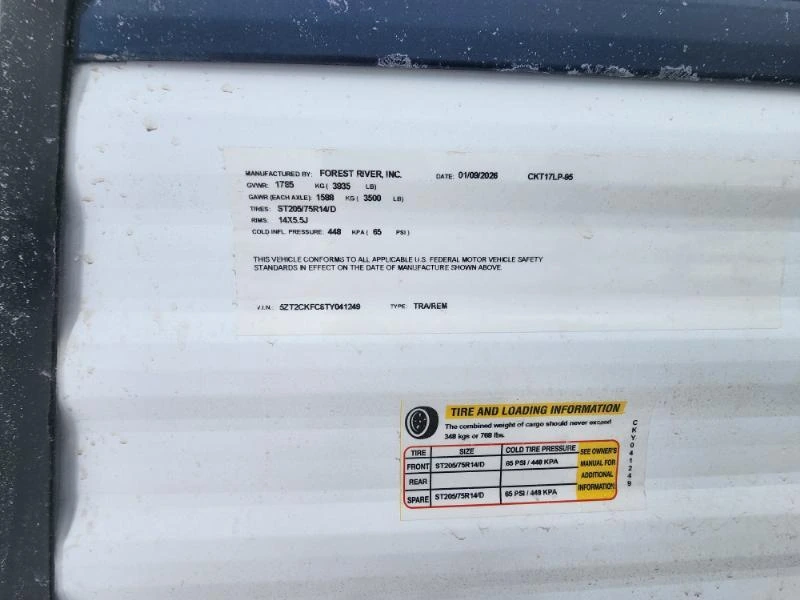 MANUFACTURED BY: FOREST RIVER, INC. DATE: 01/09/2026 CKT17LP-95
GVWR: 1785 KG ( 3935 LB)
GAWR (EACH AXLE): 1588 KG ( 3500 LB)
TIRES: ST205/75R14/D
RIMS: 14X5.5J
COLD INFL. PRESSURE: 448 KPA ( 65 PSI )
THIS VEHICLE CONFORMS TO ALL APPLICABLE U.S. FEDERAL MOTOR VEHICLE SAFETY
STANDARDS IN EFFECT ON THE DATE OF MANUFACTURE SHOWN ABOVE.
V.I.N.: 5ZT2CKFC8TY041249 TYPE: TRA/REM
TIRE AND LOADING INFORMATION
The combined weight of cargo should never exceed
348 kgs or 768 lbs.
TIRE SIZE COLD TIRE PRESSURE SEE OWNER'S
MANUAL FOR
ADDITIONAL
INFORMATION
FRONT ST205/75R14/D 65 PSI / 448 KPA
REAR
SPARE ST205/75R14/D 65 PSI / 448 KPA
CKY041249